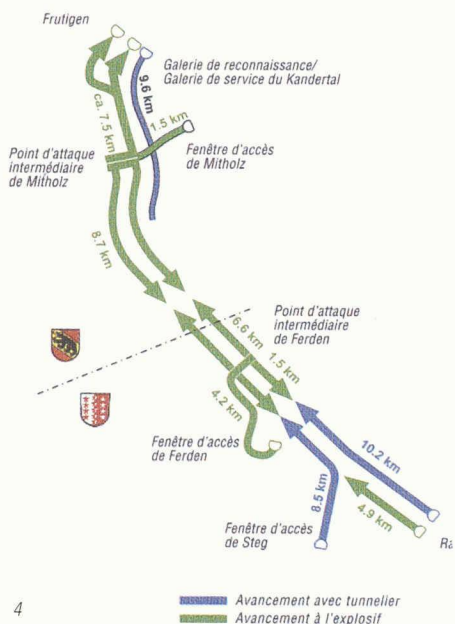 Frutigen
Galerie de reconnaissance/
Galerie de service du Kandertal
9.6 km
ca. 7.5 km
1.5 km
Point d'attaque
intermédiaire
de Mitholz
Fenêtre d'accès
de Mitholz
8.7 km
Point d'attaque
intermédiaire
de Ferden
6.6 km
1.5 km
4.2 km
Fenêtre d'accès
de Ferden
10.2 km
8.5 km
4.9 km
Fenêtre d'accès
de Steg
4
Avancement avec tunnelier
Avancement à l'explosif